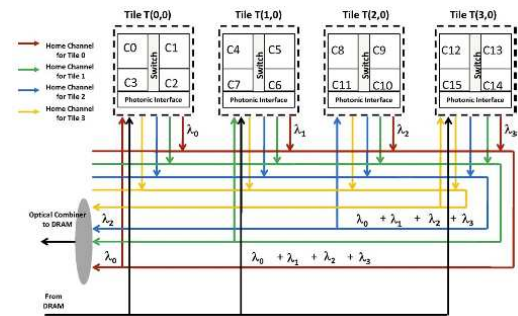 Tile T(0,0)
Tile T(1,0)
Tile T(2,0)
Tile T(3,0)
Home Channel
for Tile 0
Home Channel
for Tile 1
Home Channel
for Tile 2
Home Channel
for Tile 3
C0
Switch
C1
C3
C2
Photonic Interface
C4
Switch
C5
C7
C6
Photonic Interface
C8
Switch
C9
C11
C10
Photonic Interface
C12
Switch
C13
C15
C14
Photonic Interface
λ0
λ1
λ2
λ3
Optical Combiner
to DRAM
λ2
λ0 + λ1 + λ2 + λ3
λ0
λ0 + λ1 + λ2 + λ3
From
DRAM